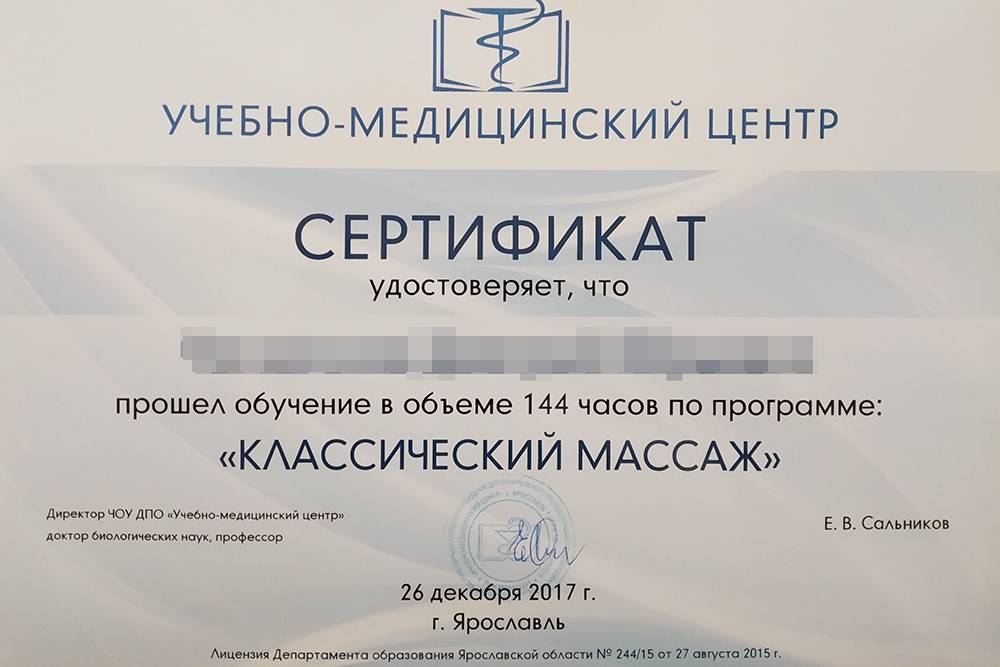 УЧЕБНО-МЕДИЦИНСКИЙ ЦЕНТР
СЕРТИФИКАТ
удостоверяет, что
прошел обучение в объеме 144 часов по программе:
«КЛАССИЧЕСКИЙ МАССАЖ»
Директор ЧОУ ДПО «Учебно-медицинский центр»
доктор биологических наук, профессор
Е. В. Сальников
26 декабря 2017 г.
г. Ярославль
Лицензия Департамента образования Ярославской области № 244/15 от 27 августа 2015 г.